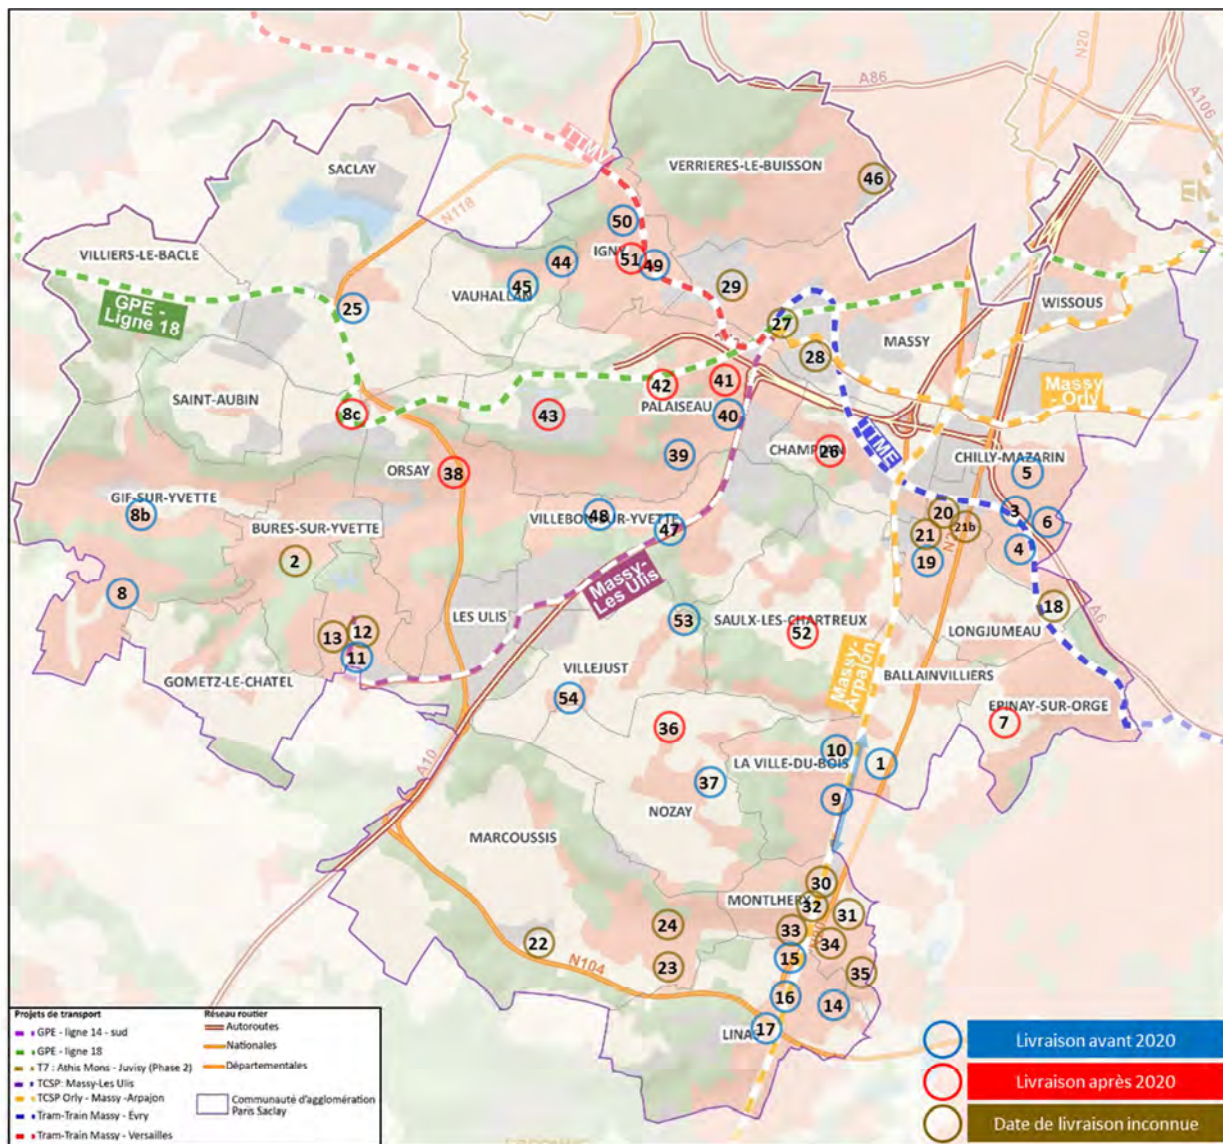 N20
A86
A106
TTMV
VERRIERES-LE-BUISSON
46
SACLAY
N118
50
IGNY
51
49
44
45
VAUHALLAN
29
VILLIERS-LE-BACLE
GPE -
Ligne 18
25
WISSOUS
27
28
MASSY
SAINT-AUBIN
8c
42
41
PALAISEAU
40
43
Massy
- Orly
39
CHAMPLAN
26
TTME
CHILLY-MAZARIN
5
ORSAY
38
GIF-SUR-YVETTE
8b
BURES-SUR-YVETTE
2
48
VILLEBON-SUR-YVETTE
47
3
6
20
21b
21
4
19
8
Massy-
Les Ulis
LES ULIS
13
12
11
53
SAULX-LES-CHARTREUX
52
18
A6
LONGJUMEAU
GOMETZ-LE-CHATEL
VILLEJUST
54
Massy-
Arpajon
BALLAINVILLIERS
EPINAY-SUR-ORGE
7
36
A10
10
LA VILLE-DU-BOIS
1
37
9
NOZAY
MARCOUSSIS
30
MONTLHERY
32
31
24
33
34
22
N104
23
15
35
16
14
LINAS
17
Projets de transport
GPE - ligne 14 - sud
GPE - ligne 18
T7 : Athis Mons - Juvisy (Phase 2)
TCSP: Massy-Les Ulis
TCSP Orly - Massy -Arpajon
Tram-Train Massy - Evry
Tram-Train Massy - Versailles
Réseau routier
Autoroutes
Nationales
Départementales
Communauté d'agglomération
Paris Saclay
Livraison avant 2020
Livraison après 2020
Date de livraison inconnue